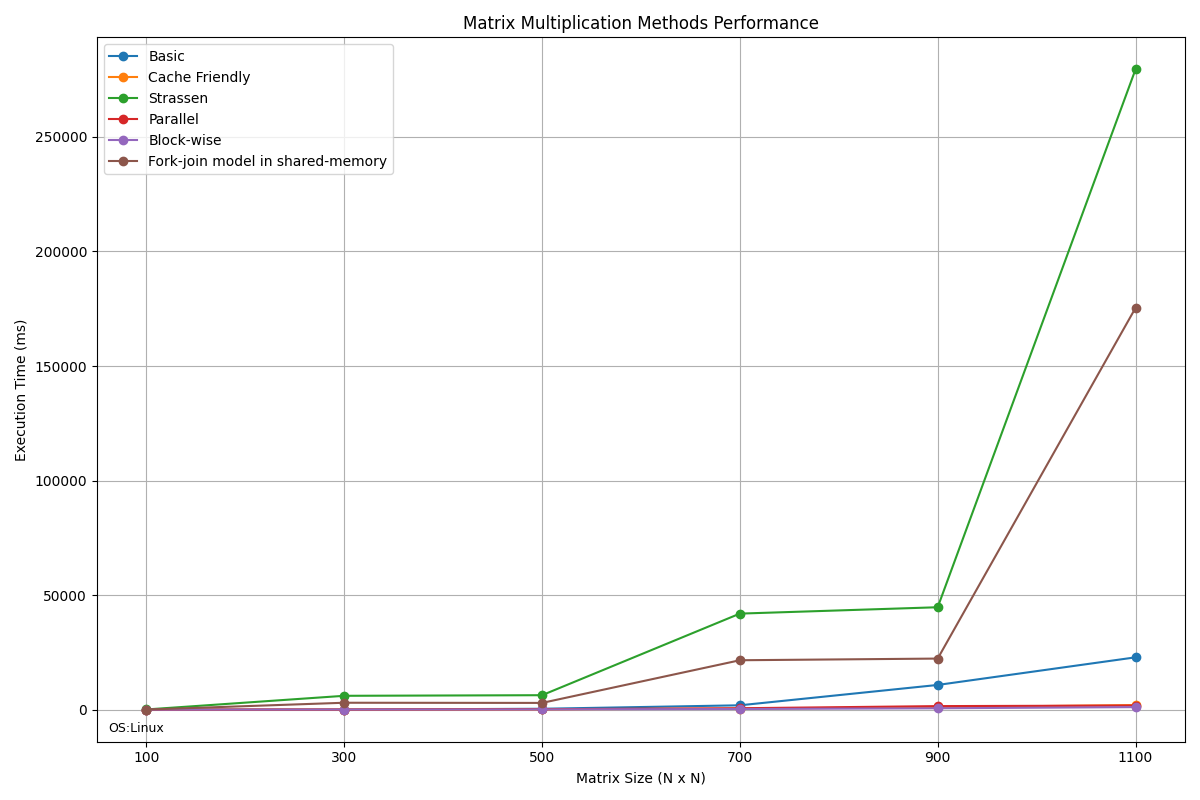 Matrix Multiplication Methods Performance
Basic
Cache Friendly
Strassen
Parallel
Block-wise
Fork-join model in shared-memory
Execution Time (ms)
250000
200000
150000
100000
50000
0
OS:Linux
100 300 500 700 900 1100
Matrix Size (N x N)